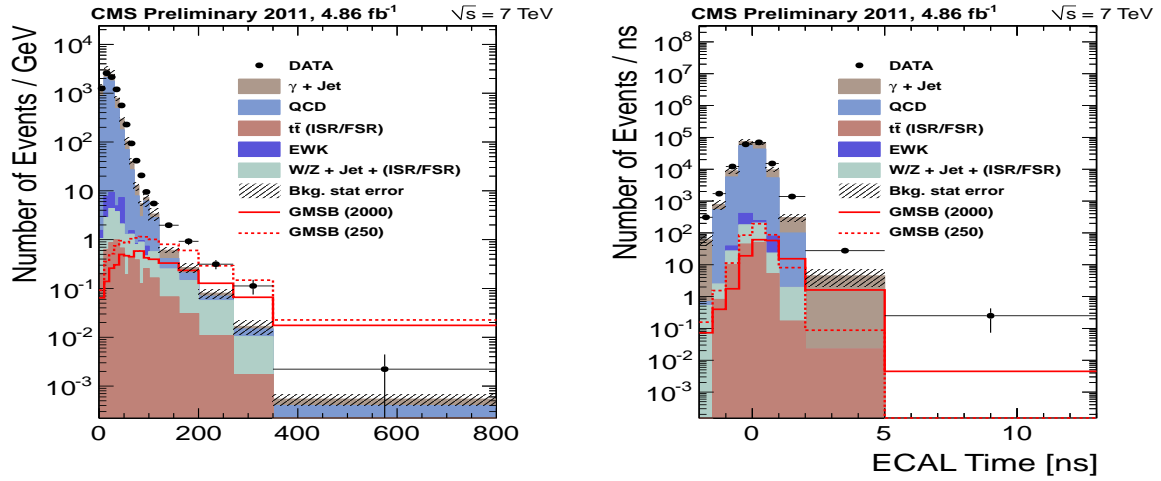 CMS Preliminary 2011, 4.86 fb⁻¹ √s = 7 TeV
Number of Events / GeV
10⁴
10³
10²
10
1
10⁻¹
10⁻²
10⁻³
DATA
γ + Jet
QCD
tt̄ (ISR/FSR)
EWK
W/Z + Jet + (ISR/FSR)
Bkg. stat error
GMSB (2000)
GMSB (250)
0 200 400 600 800
CMS Preliminary 2011, 4.86 fb⁻¹ √s = 7 TeV
Number of Events / ns
10⁸
10⁷
10⁶
10⁵
10⁴
10³
10²
10
1
10⁻¹
10⁻²
10⁻³
DATA
γ + Jet
QCD
tt̄ (ISR/FSR)
EWK
W/Z + Jet + (ISR/FSR)
Bkg. stat error
GMSB (2000)
GMSB (250)
0 5 10
ECAL Time [ns]